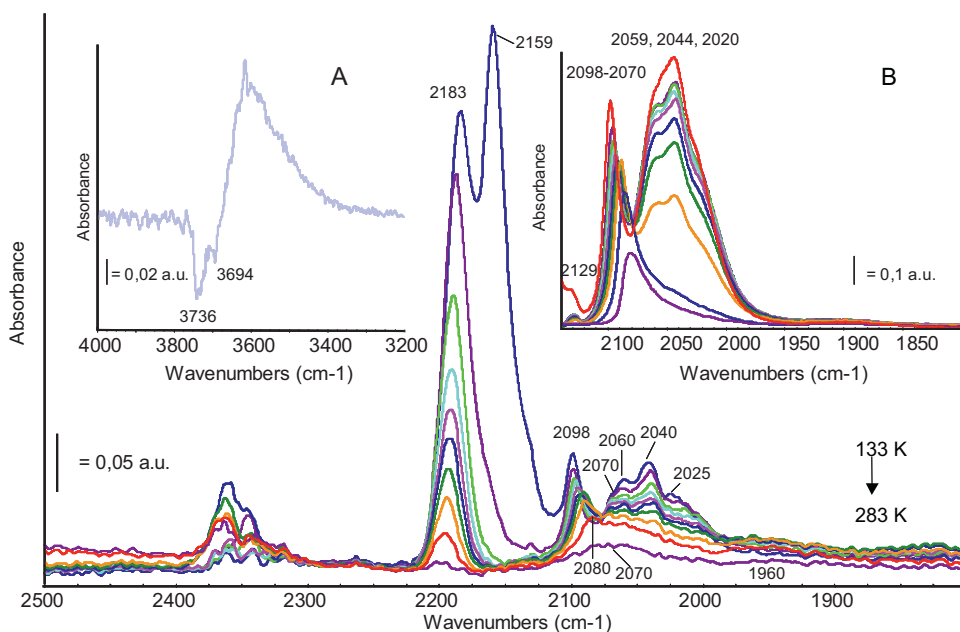 2159
2183
2098
2060
2040
2070
2025
2080
2070
1960
133 K
283 K
= 0,05 a.u.
Absorbance
2500
2400
2300
2200
2100
2000
1900
Wavenumbers (cm-1)
A
3694
3736
= 0,02 a.u.
Absorbance
4000
3800
3600
3400
3200
Wavenumbers (cm-1)
2059, 2044, 2020
2098-2070
B
2129
= 0,1 a.u.
Absorbance
2100
2050
1950
1900
1850
Wavenumbers (cm-1)